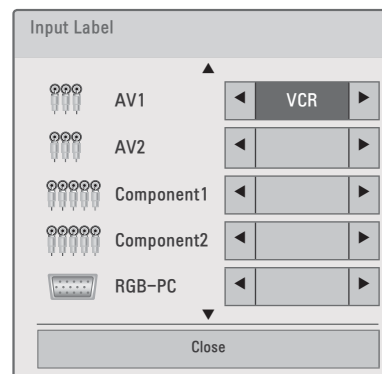 Input Label
AV1 VCR
AV2
Component1
Component2
RGB-PC
Close